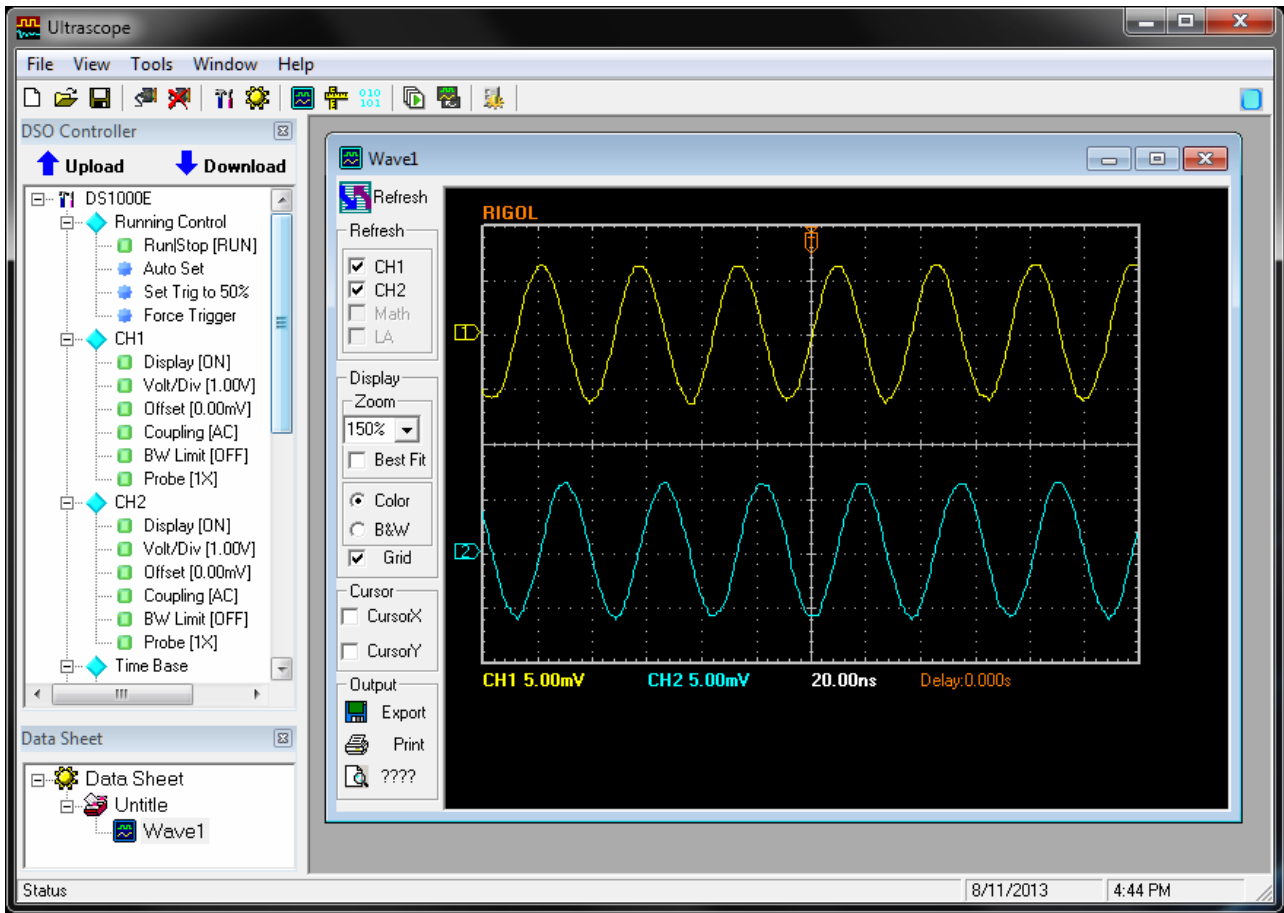 Ultrascope
File View Tools Window Help
010
101
DSO Controller
Upload Download
DS1000E
Running Control
Run|Stop [RUN]
Auto Set
Set Trig to 50%
Force Trigger
CH1
Display [ON]
Volt/Div [1.00V]
Offset [0.00mV]
Coupling [AC]
BW Limit [OFF]
Probe [1X]
CH2
Display [ON]
Volt/Div [1.00V]
Offset [0.00mV]
Coupling [AC]
BW Limit [OFF]
Probe [1X]
Time Base
Data Sheet
Data Sheet
Untitle
Wave1
Wave1
Refresh
Refresh
CH1
CH2
Math
LA
Display
Zoom
150%
Best Fit
Color
B&W
Grid
Cursor
CursorX
CursorY
Output
Export
Print
????
RIGOL
T
1
2
CH1 5.00mV CH2 5.00mV 20.00ns Delay:0.000s
Status 8/11/2013 4:44 PM